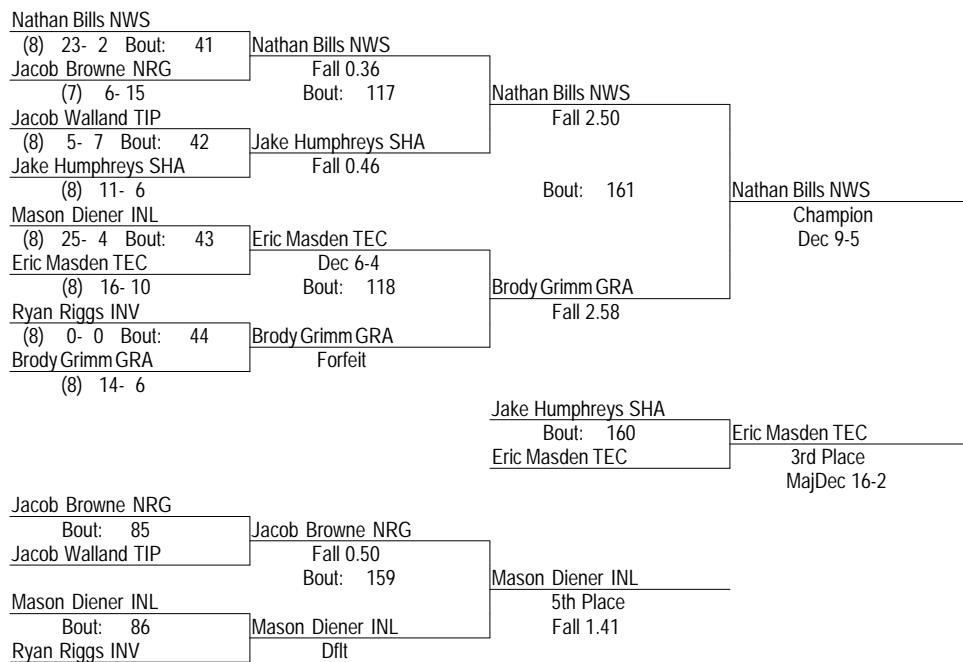 Nathan Bills NWS
(8) 23- 2 Bout: 41
Nathan Bills NWS
Jacob Browne NRG
Fall 0.36
(7) 6- 15
Bout: 117
Nathan Bills NWS
Jacob Walland TIP
Fall 2.50
(8) 5- 7 Bout: 42
Jake Humphreys SHA
Jake Humphreys SHA
Fall 0.46
(8) 11- 6
Bout: 161
Nathan Bills NWS
Mason Diener INL
Champion
(8) 25- 4 Bout: 43
Eric Masden TEC
Dec 9-5
Eric Masden TEC
Dec 6-4
(8) 16- 10
Bout: 118
Brody Grimm GRA
Ryan Riggs INV
Fall 2.58
(8) 0- 0 Bout: 44
Brody Grimm GRA
Brody Grimm GRA
Forfeit
(8) 14- 6
Jake Humphreys SHA
Bout: 160
Eric Masden TEC
Eric Masden TEC
3rd Place
MajDec 16-2
Jacob Browne NRG
Bout: 85
Jacob Browne NRG
Jacob Walland TIP
Fall 0.50
Bout: 159
Mason Diener INL
Mason Diener INL
5th Place
Bout: 86
Mason Diener INL
Fall 1.41
Ryan Riggs INV
Dflt